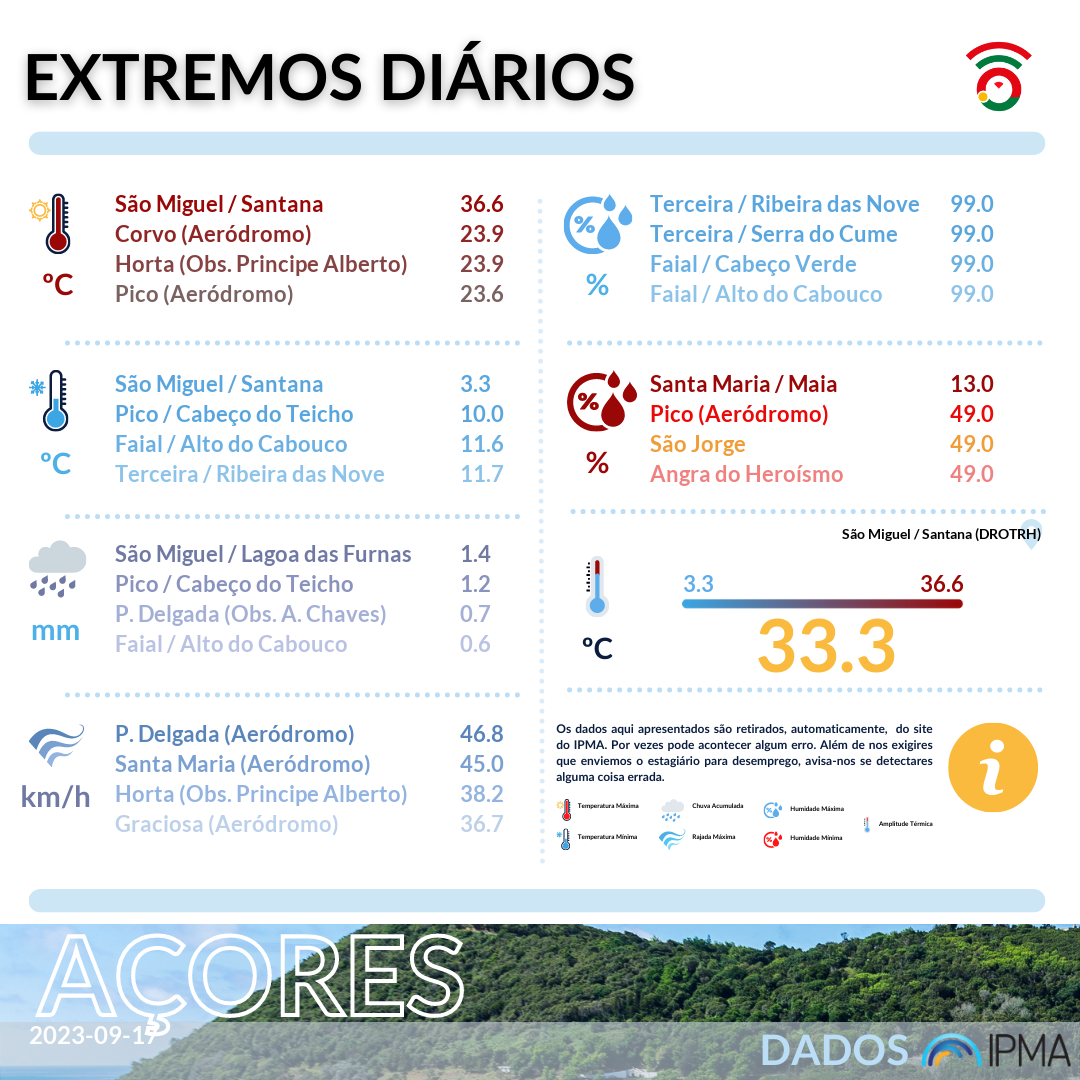 EXTREMOS DIÁRIOS
São Miguel / Santana 36.6
Corvo (Aeródromo) 23.9
Horta (Obs. Principe Alberto) 23.9
Pico (Aeródromo) 23.6
ºC
São Miguel / Santana 3.3
Pico / Cabeço do Teicho 10.0
Faial / Alto do Cabouco 11.6
Terceira / Ribeira das Nove 11.7
ºC
São Miguel / Lagoa das Furnas 1.4
Pico / Cabeço do Teicho 1.2
P. Delgada (Obs. A. Chaves) 0.7
Faial / Alto do Cabouco 0.6
mm
P. Delgada (Aeródromo) 46.8
Santa Maria (Aeródromo) 45.0
Horta (Obs. Principe Alberto) 38.2
Graciosa (Aeródromo) 36.7
km/h
%
Terceira / Ribeira das Nove 99.0
Terceira / Serra do Cume 99.0
Faial / Cabeço Verde 99.0
Faial / Alto do Cabouco 99.0
%
%
Santa Maria / Maia 13.0
Pico (Aeródromo) 49.0
São Jorge 49.0
Angra do Heroísmo 49.0
%
São Miguel / Santana (DROTRH)
3.3 36.6
33.3
ºC
Os dados aqui apresentados são retirados, automaticamente, do site
do IPMA. Por vezes pode acontecer algum erro. Além de nos exigires
que enviemos o estagiário para desemprego, avisa-nos se detectares
alguma coisa errada.
i
Temperatura Máxima Chuva Acumulada Humidade Máxima
Amplitude Térmica
Temperatura Mínima Rajada Máxima Humidade Mínima
AÇORES
2023-09-17
DADOS IPMA